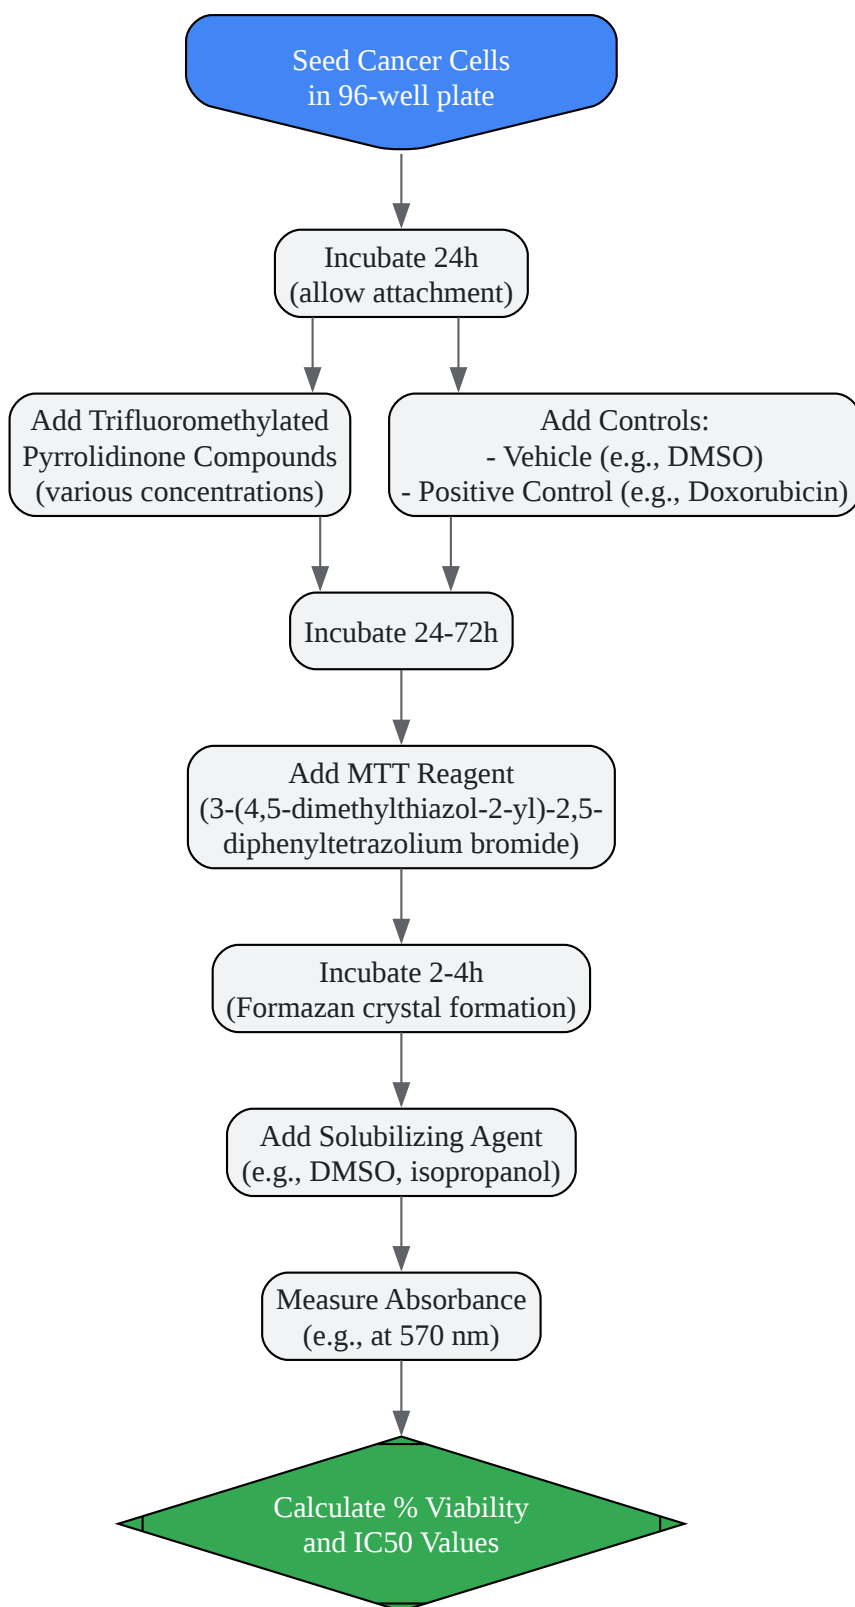 Seed Cancer Cells
in 96-well plate
Incubate 24h
(allow attachment)
Add Trifluoromethylated
Pyrrolidinone Compounds
(various concentrations)
Add Controls:
- Vehicle (e.g., DMSO)
- Positive Control (e.g., Doxorubicin)
Incubate 24-72h
Add MTT Reagent
(3-(4,5-dimethylthiazol-2-yl)-2,5-
diphenyltetrazolium bromide)
Incubate 2-4h
(Formazan crystal formation)
Add Solubilizing Agent
(e.g., DMSO, isopropanol)
Measure Absorbance
(e.g., at 570 nm)
Calculate % Viability
and IC50 Values